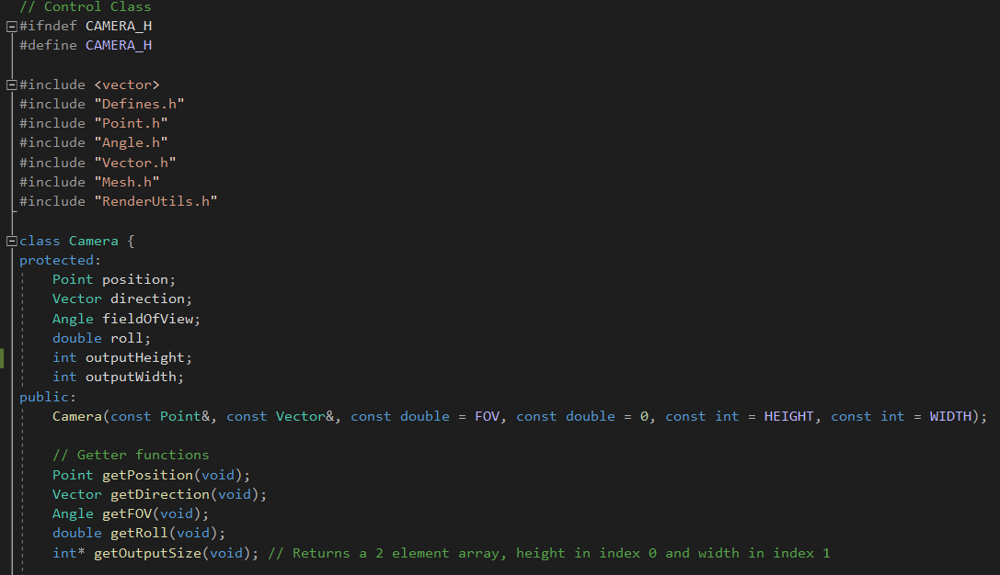 // Control Class
#ifndef CAMERA_H
#define CAMERA_H
#include <vector>
#include "Defines.h"
#include "Point.h"
#include "Angle.h"
#include "Vector.h"
#include "Mesh.h"
#include "RenderUtils.h"
class Camera {
protected:
    Point position;
    Vector direction;
    Angle fieldOfView;
    double roll;
    int outputHeight;
    int outputWidth;
public:
    Camera(const Point&, const Vector&, const double = FOV, const double = 0, const int = HEIGHT, const int = WIDTH);
    // Getter functions
    Point getPosition(void);
    Vector getDirection(void);
    Angle getFOV(void);
    double getRoll(void);
    int* getOutputSize(void); // Returns a 2 element array, height in index 0 and width in index 1